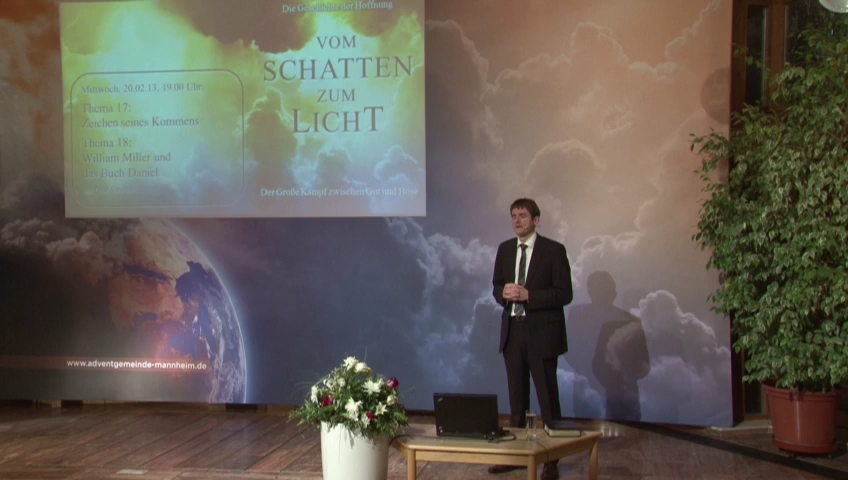 Die Geschichte der Hoffnung
VOM
SCHATTEN
ZUM
LICHT
Mittwoch, 20.02.13, 19.00 Uhr:
Thema 17:
Zeichen seines Kommens
Thema 18:
William Miller und
das Buch Daniel
Der Große Kampf zwischen Gut und Böse
www.adventgemeinde-mannheim.de